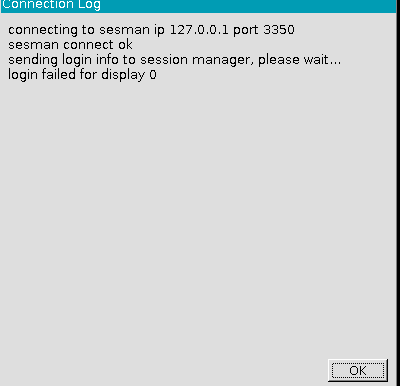 Connection Log
connecting to sesman ip 127.0.0.1 port 3350
sesman connect ok
sending login info to session manager, please wait...
login failed for display 0
OK